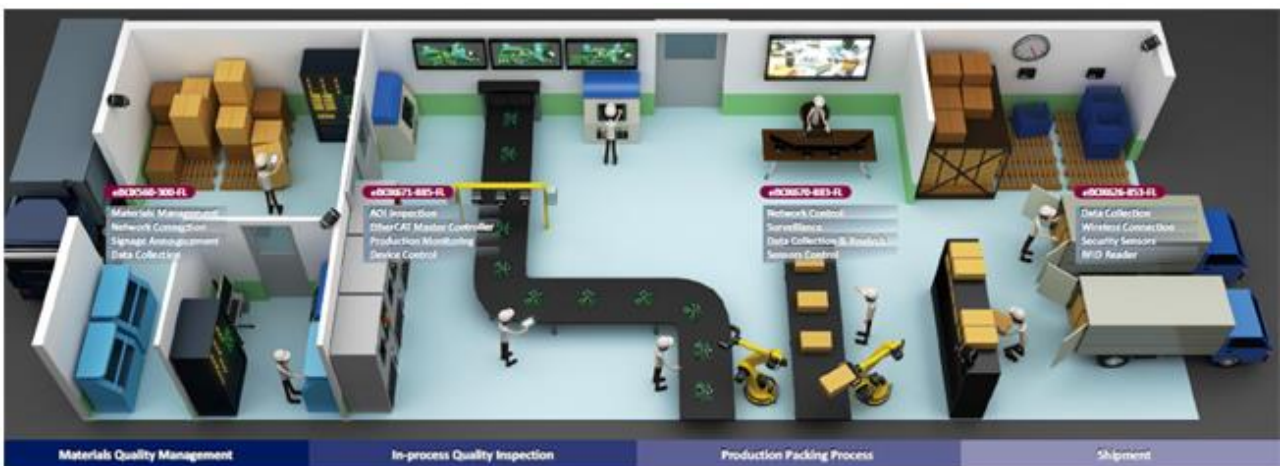 eBOX560-300-FL
Materials Management
Network Connection
Signage Announcement
Data Collection
eBOX671-885-FL
AOI Inspection
EtherCAT Master Controller
Production Monitoring
Device Control
eBOX670-883-FL
Network Control
Surveillance
Data Collection & Analysis
Sensors Control
eBOX626-853-FL
Data Collection
Wireless Connection
Security Sensors
RFID Reader
Materials Quality Management
In-process Quality Inspection
Production Packing Process
Shipment